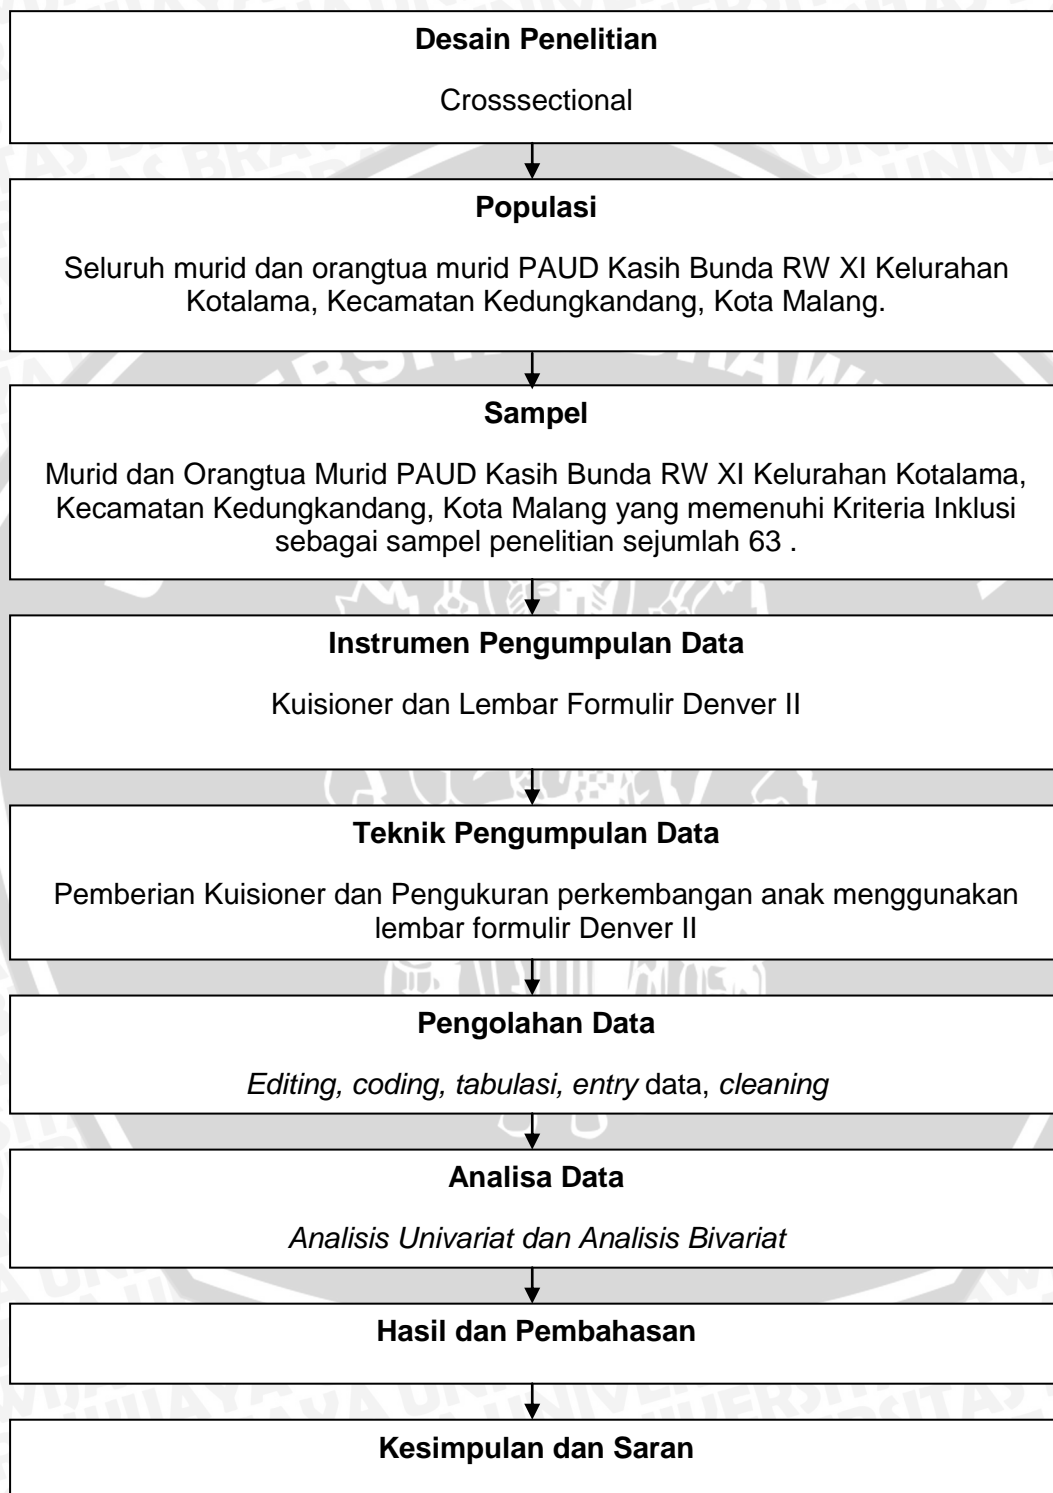 Desain Penelitian
Crosssectional
Populasi
Seluruh murid dan orangtua murid PAUD Kasih Bunda RW XI Kelurahan
Kotalama, Kecamatan Kedungkandang, Kota Malang.
Sampel
Murid dan Orangtua Murid PAUD Kasih Bunda RW XI Kelurahan Kotalama,
Kecamatan Kedungkandang, Kota Malang yang memenuhi Kriteria Inklusi
sebagai sampel penelitian sejumlah 63 .
Instrumen Pengumpulan Data
Kuisioner dan Lembar Formulir Denver II
Teknik Pengumpulan Data
Pemberian Kuisioner dan Pengukuran perkembangan anak menggunakan
lembar formulir Denver II
Pengolahan Data
Editing, coding, tabulasi, entry data, cleaning
Analisa Data
Analisis Univariat dan Analisis Bivariat
Hasil dan Pembahasan
Kesimpulan dan Saran